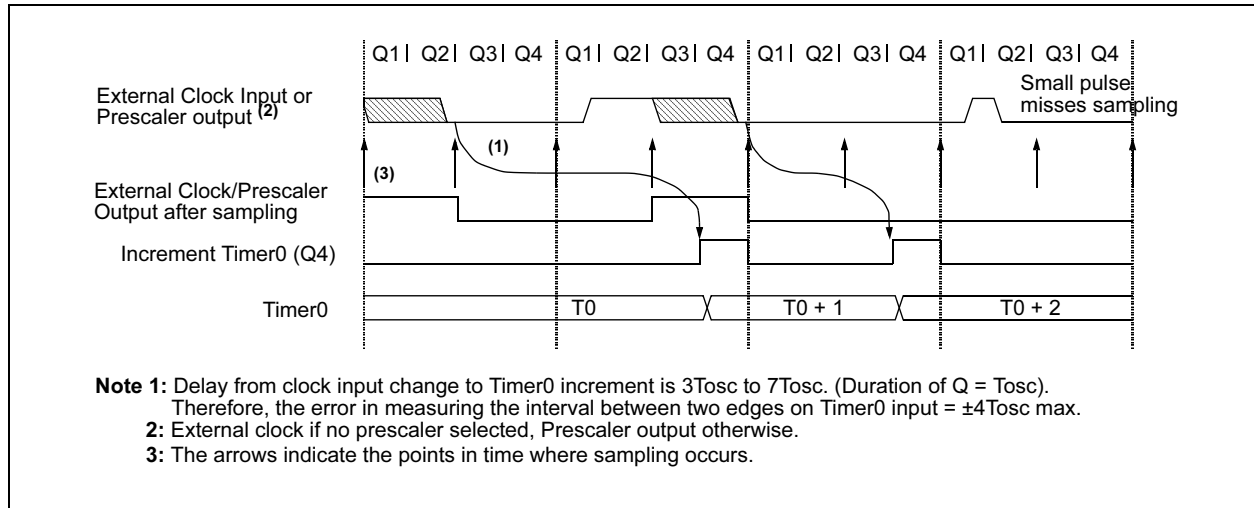 Q1 | Q2 | Q3 | Q4 Q1 | Q2 | Q3 | Q4 Q1 | Q2 | Q3 | Q4 Q1 | Q2 | Q3 | Q4
External Clock Input or
Prescaler output (2)
Small pulse
misses sampling
(1)
(3)
External Clock/Prescaler
Output after sampling
Increment Timer0 (Q4)
Timer0
T0 T0 + 1 T0 + 2
Note 1: Delay from clock input change to Timer0 increment is 3Tosc to 7Tosc. (Duration of Q = Tosc).
Therefore, the error in measuring the interval between two edges on Timer0 input = ±4Tosc max.
2: External clock if no prescaler selected, Prescaler output otherwise.
3: The arrows indicate the points in time where sampling occurs.